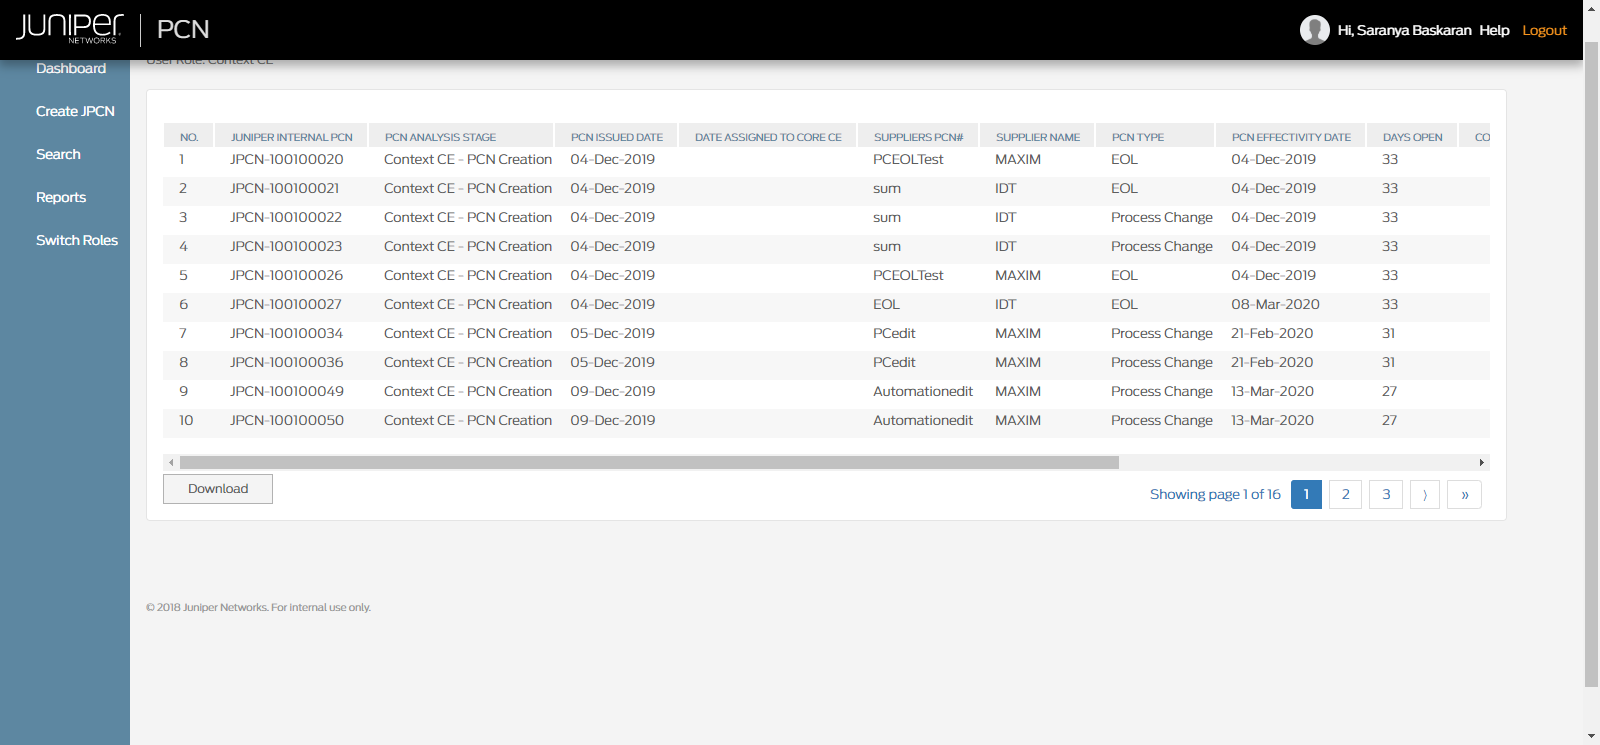 JUNIPER NETWORKS PCN Hi, Saranya Baskaran Help Logout
User Role: Context CE
Dashboard
Create JPCN
Search
Reports
Switch Roles
NO. JUNIPER INTERNAL PCN PCN ANALYSIS STAGE PCN ISSUED DATE DATE ASSIGNED TO CORE CE SUPPLIERS PCN# SUPPLIER NAME PCN TYPE PCN EFFECTIVITY DATE DAYS OPEN CO
1 JPCN-100100020 Context CE - PCN Creation 04-Dec-2019 PCEOLTest MAXIM EOL 04-Dec-2019 33
2 JPCN-100100021 Context CE - PCN Creation 04-Dec-2019 sum IDT EOL 04-Dec-2019 33
3 JPCN-100100022 Context CE - PCN Creation 04-Dec-2019 sum IDT Process Change 04-Dec-2019 33
4 JPCN-100100023 Context CE - PCN Creation 04-Dec-2019 sum IDT Process Change 04-Dec-2019 33
5 JPCN-100100026 Context CE - PCN Creation 04-Dec-2019 PCEOLTest MAXIM EOL 04-Dec-2019 33
6 JPCN-100100027 Context CE - PCN Creation 04-Dec-2019 EOL IDT EOL 08-Mar-2020 33
7 JPCN-100100034 Context CE - PCN Creation 05-Dec-2019 PCedit MAXIM Process Change 21-Feb-2020 31
8 JPCN-100100036 Context CE - PCN Creation 05-Dec-2019 PCedit MAXIM Process Change 21-Feb-2020 31
9 JPCN-100100049 Context CE - PCN Creation 09-Dec-2019 Automationedit MAXIM Process Change 13-Mar-2020 27
10 JPCN-100100050 Context CE - PCN Creation 09-Dec-2019 Automationedit MAXIM Process Change 13-Mar-2020 27
Download
Showing page 1 of 16 1 2 3 ⟩ »
© 2018 Juniper Networks. For internal use only.